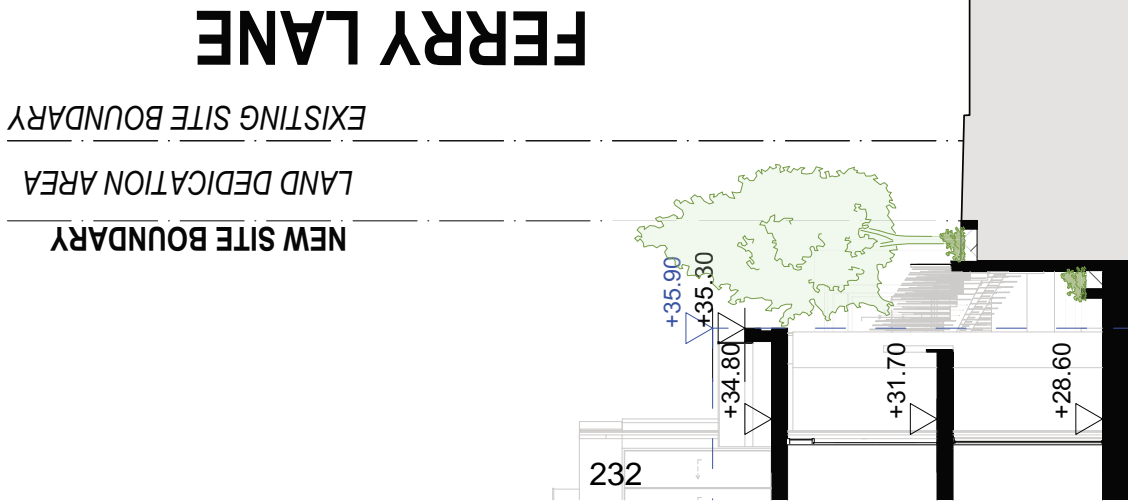 FERRY LANE
EXISTING SITE BOUNDARY
LAND DEDICATION AREA
NEW SITE BOUNDARY
+35.90
+35.30
+34.80
+31.70
+28.60
232